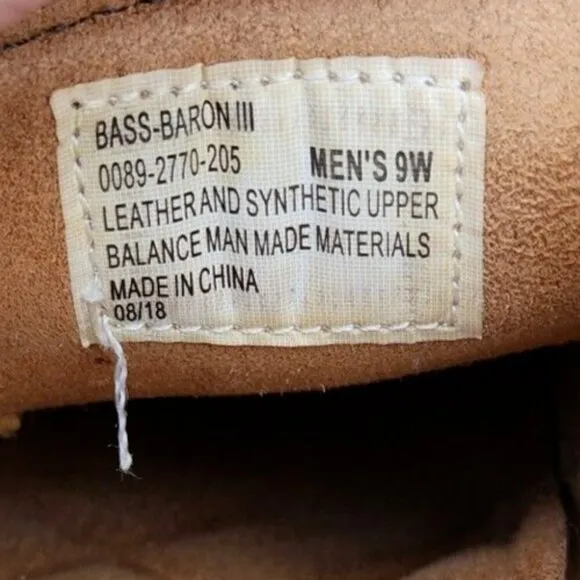 BASS-BARON III
0089-2770-205 MEN'S 9W
LEATHER AND SYNTHETIC UPPER
BALANCE MAN MADE MATERIALS
MADE IN CHINA
08/18